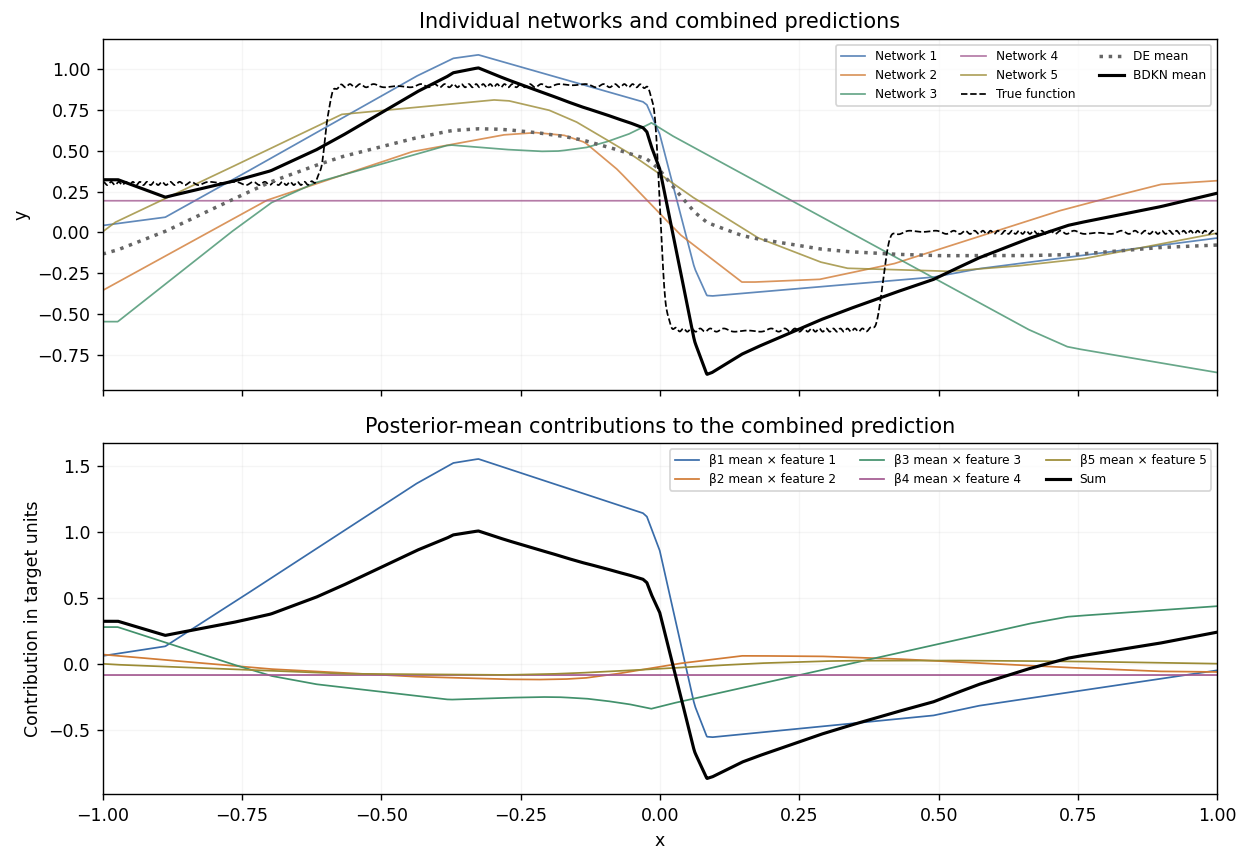 Individual networks and combined predictions
Network 1
Network 2
Network 3
Network 4
Network 5
True function
DE mean
BDKN mean
1.00
0.75
0.50
0.25
0.00
−0.25
−0.50
−0.75
y
Posterior-mean contributions to the combined prediction
β1 mean × feature 1
β2 mean × feature 2
β3 mean × feature 3
β4 mean × feature 4
β5 mean × feature 5
Sum
1.5
1.0
0.5
0.0
−0.5
Contribution in target units
−1.00 −0.75 −0.50 −0.25 0.00 0.25 0.50 0.75 1.00
x